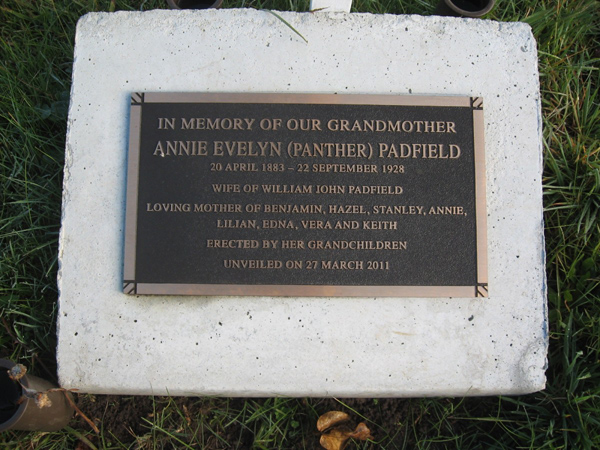 IN MEMORY OF OUR GRANDMOTHER
ANNIE EVELYN (PANTHER) PADFIELD
20 APRIL 1883 – 22 SEPTEMBER 1928
WIFE OF WILLIAM JOHN PADFIELD
LOVING MOTHER OF BENJAMIN, HAZEL, STANLEY, ANNIE,
LILIAN, EDNA, VERA AND KEITH
ERECTED BY HER GRANDCHILDREN
UNVEILED ON 27 MARCH 2011